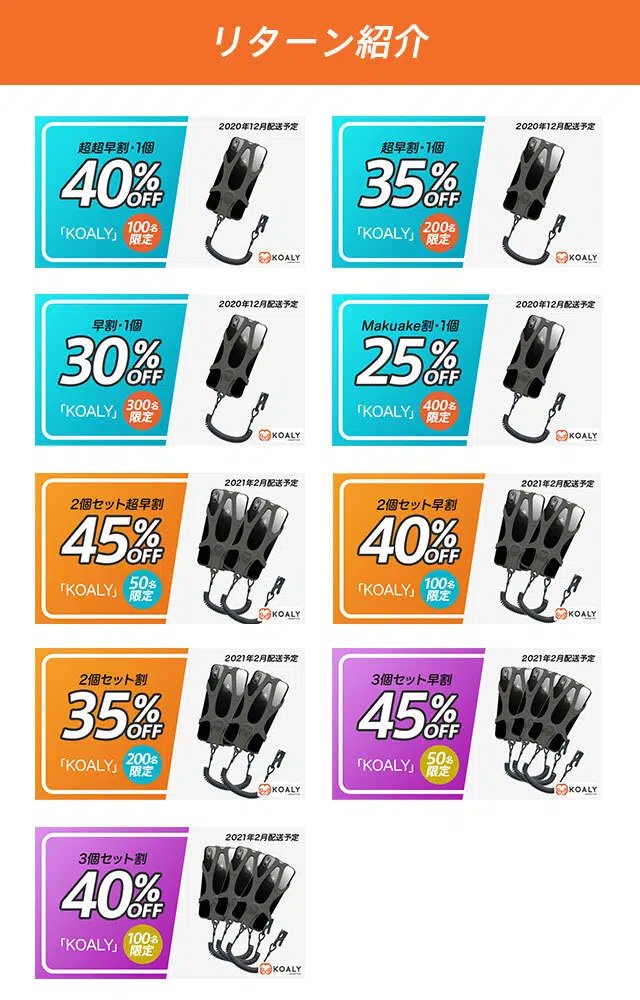 リターン紹介
2020年12月配送予定
超超早割・1個
40%OFF
「KOALY」
100名限定
KOALY
2020年12月配送予定
超早割・1個
35%OFF
「KOALY」
200名限定
KOALY
2020年12月配送予定
早割・1個
30%OFF
「KOALY」
300名限定
KOALY
2020年12月配送予定
Makuake割・1個
25%OFF
「KOALY」
400名限定
KOALY
2021年2月配送予定
2個セット超早割
45%OFF
「KOALY」
50名限定
KOALY
2021年2月配送予定
2個セット早割
40%OFF
「KOALY」
100名限定
KOALY
2021年2月配送予定
2個セット割
35%OFF
「KOALY」
200名限定
KOALY
2021年2月配送予定
3個セット早割
45%OFF
「KOALY」
50名限定
KOALY
2021年2月配送予定
3個セット割
40%OFF
「KOALY」
100名限定
KOALY